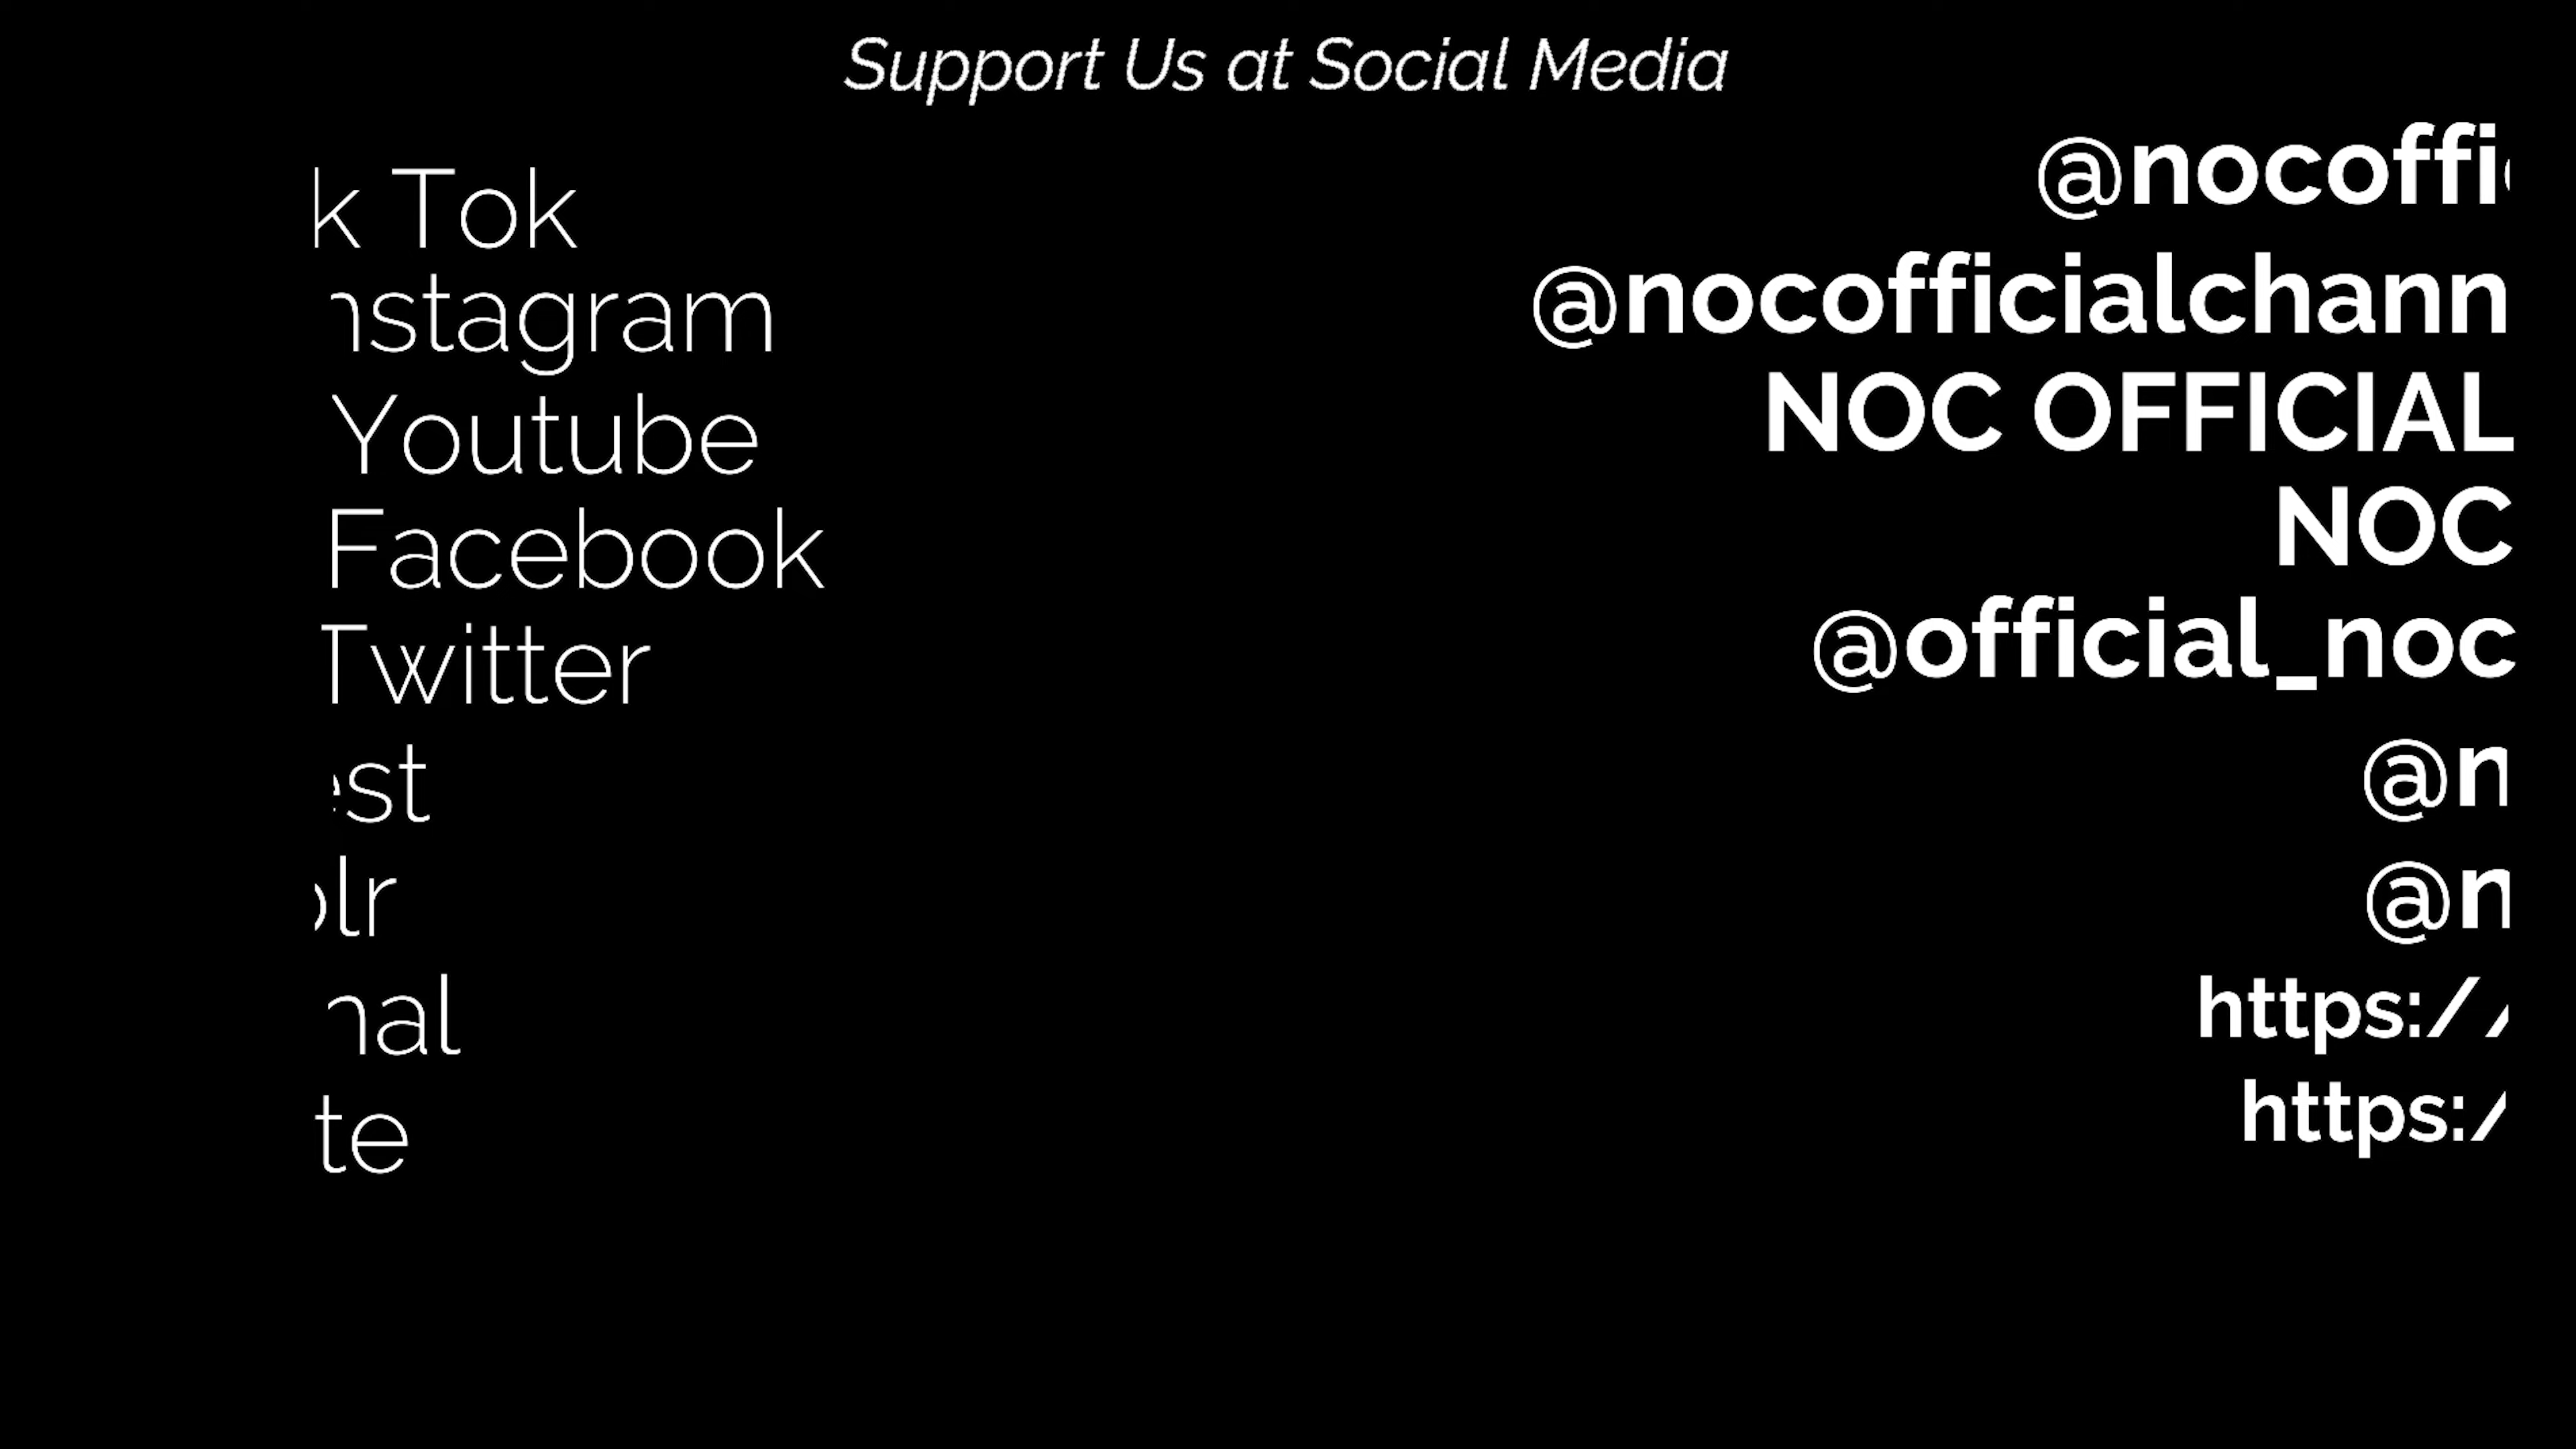 Support Us at Social Media
k Tok @nocoffi
nstagram @nocofficialchann
Youtube NOC OFFICIAL
Facebook NOC
Twitter @official_noc
est @n
lr @n
nal https://
te https:/